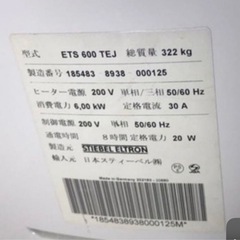 型式 ETS 600 TEJ 総質量 322 kg
製造番号 185483 8938 000125
ヒーター電源 200 V 単相/三相 50/60 Hz
消費電力 6,00 kW 定格電流 30 A
制御電源 200 V 単相 50/60 Hz
通電時間 8時間 定格電力 20 W
製造元 STIEBEL ELTRON
輸入元 日本スティーベル㈱
Made in Germany
*1854838938000125M*